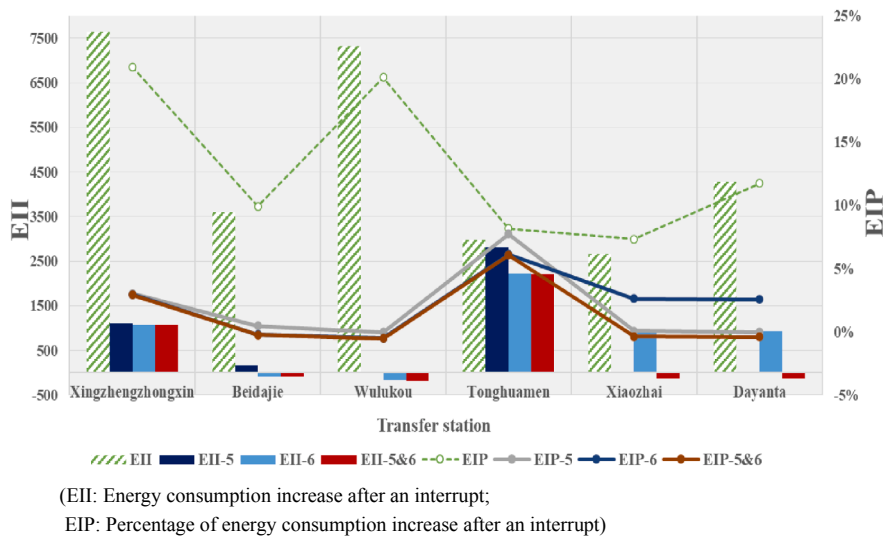 25%
7500
6500
5500
4500
3500
2500
1500
500
-500
20%
15%
10%
5%
0%
-5%
EII
EIP
Xingzhengzhongxin Beidajie Wulukou Tonghuamen Xiaozhai Dayanta
Transfer station
EII EII-5 EII-6 EII-5&6 EIP EIP-5 EIP-6 EIP-5&6
(EII: Energy consumption increase after an interrupt;
EIP: Percentage of energy consumption increase after an interrupt)